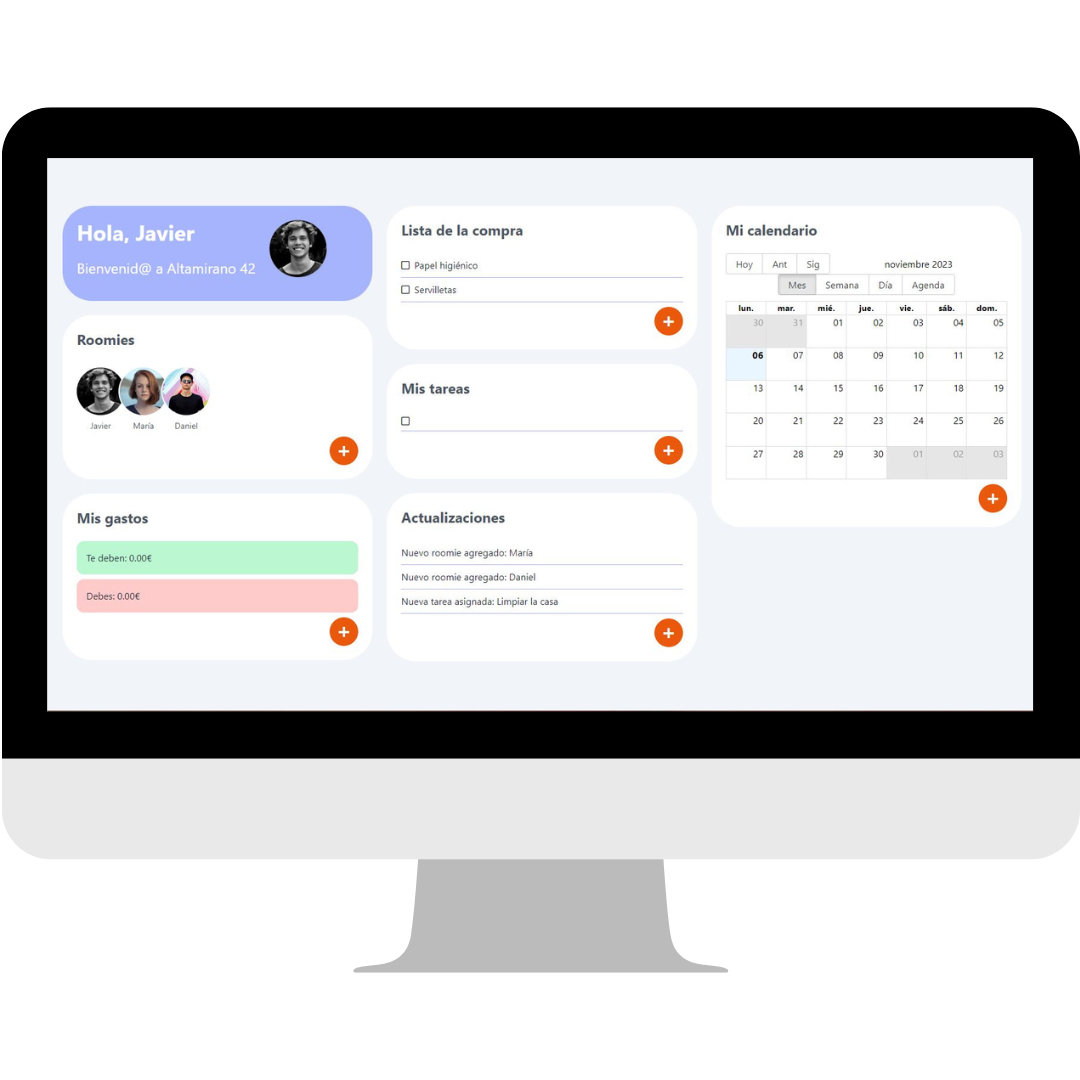 Hola, Javier
Bienvenid@ a Altamirano 42
Roomies
Javier María Daniel
Mis gastos
Te deben: 0.00€
Debes: 0.00€
Lista de la compra
Papel higiénico
Servilletas
Mis tareas
Actualizaciones
Nuevo roomie agregado: María
Nuevo roomie agregado: Daniel
Nueva tarea asignada: Limpiar la casa
Mi calendario
Hoy Ant Sig noviembre 2023
Mes Semana Día Agenda
lun. mar. mié. jue. vie. sáb. dom.
30 31 01 02 03 04 05
06 07 08 09 10 11 12
13 14 15 16 17 18 19
20 21 22 23 24 25 26
27 28 29 30 01 02 03